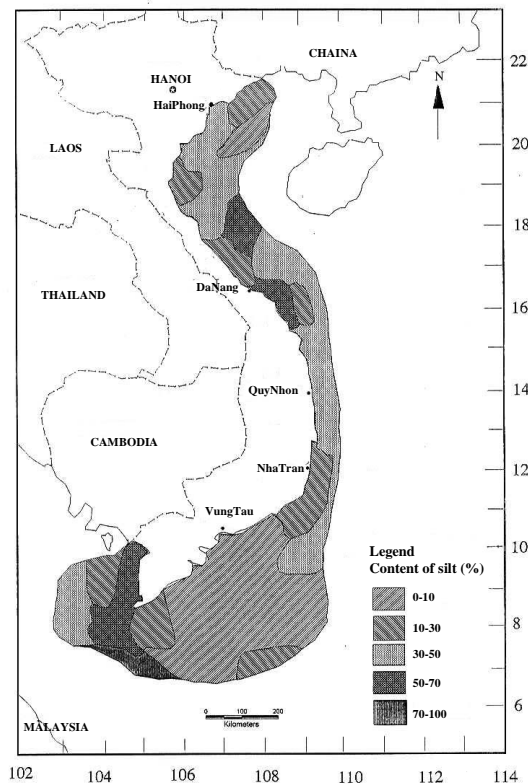 CHAINA
22
N
HANOI
HaiPhong
LAOS
20
18
DaNang
THAILAND
16
QuyNhon
14
CAMBODIA
NhaTran
12
VungTau
10
Legend
Content of silt (%)
0-10
10-30
8
30-50
50-70
0 100 200
Kilometers
70-100
MALAYSIA
102 104 106 108 110 112 114